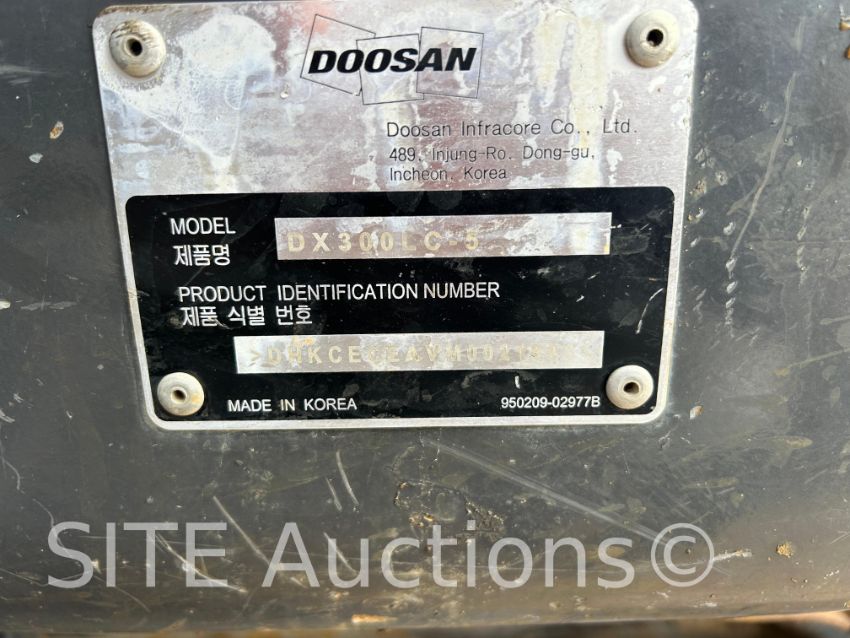 DOOSAN
Doosan Infracore Co., Ltd.
489, Injung-Ro, Dong-gu,
Incheon, Korea
MODEL
제품명
DX300LC-5
PRODUCT IDENTIFICATION NUMBER
제품 식별 번호
MADE IN KOREA 950209-02977B
SITE Auctions©